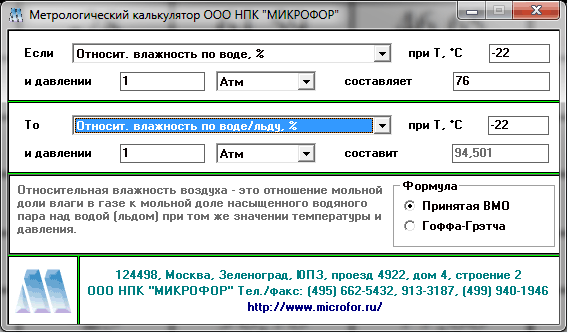 Метрологический калькулятор ООО НПК "МИКРОФОР"
Если Относит. влажность по воде, % при Т, °С -22
и давлении 1 Атм составляет 76
То Относит. влажность по воде/льду, % при Т, °С -22
и давлении 1 Атм составит 94,501
Относительная влажность воздуха - это отношение мольной
доли влаги в газе к мольной доле насыщенного водяного
пара над водой (льдом) при том же значении температуры и
давления.
Формула
Принятая ВМО
Гоффа-Грэтча
124498, Москва, Зеленоград, ЮПЗ, проезд 4922, дом 4, строение 2
ООО НПК "МИКРОФОР" Тел./Факс: (495) 662-5432, 913-3187, (499) 940-1946
http://www.microfor.ru/